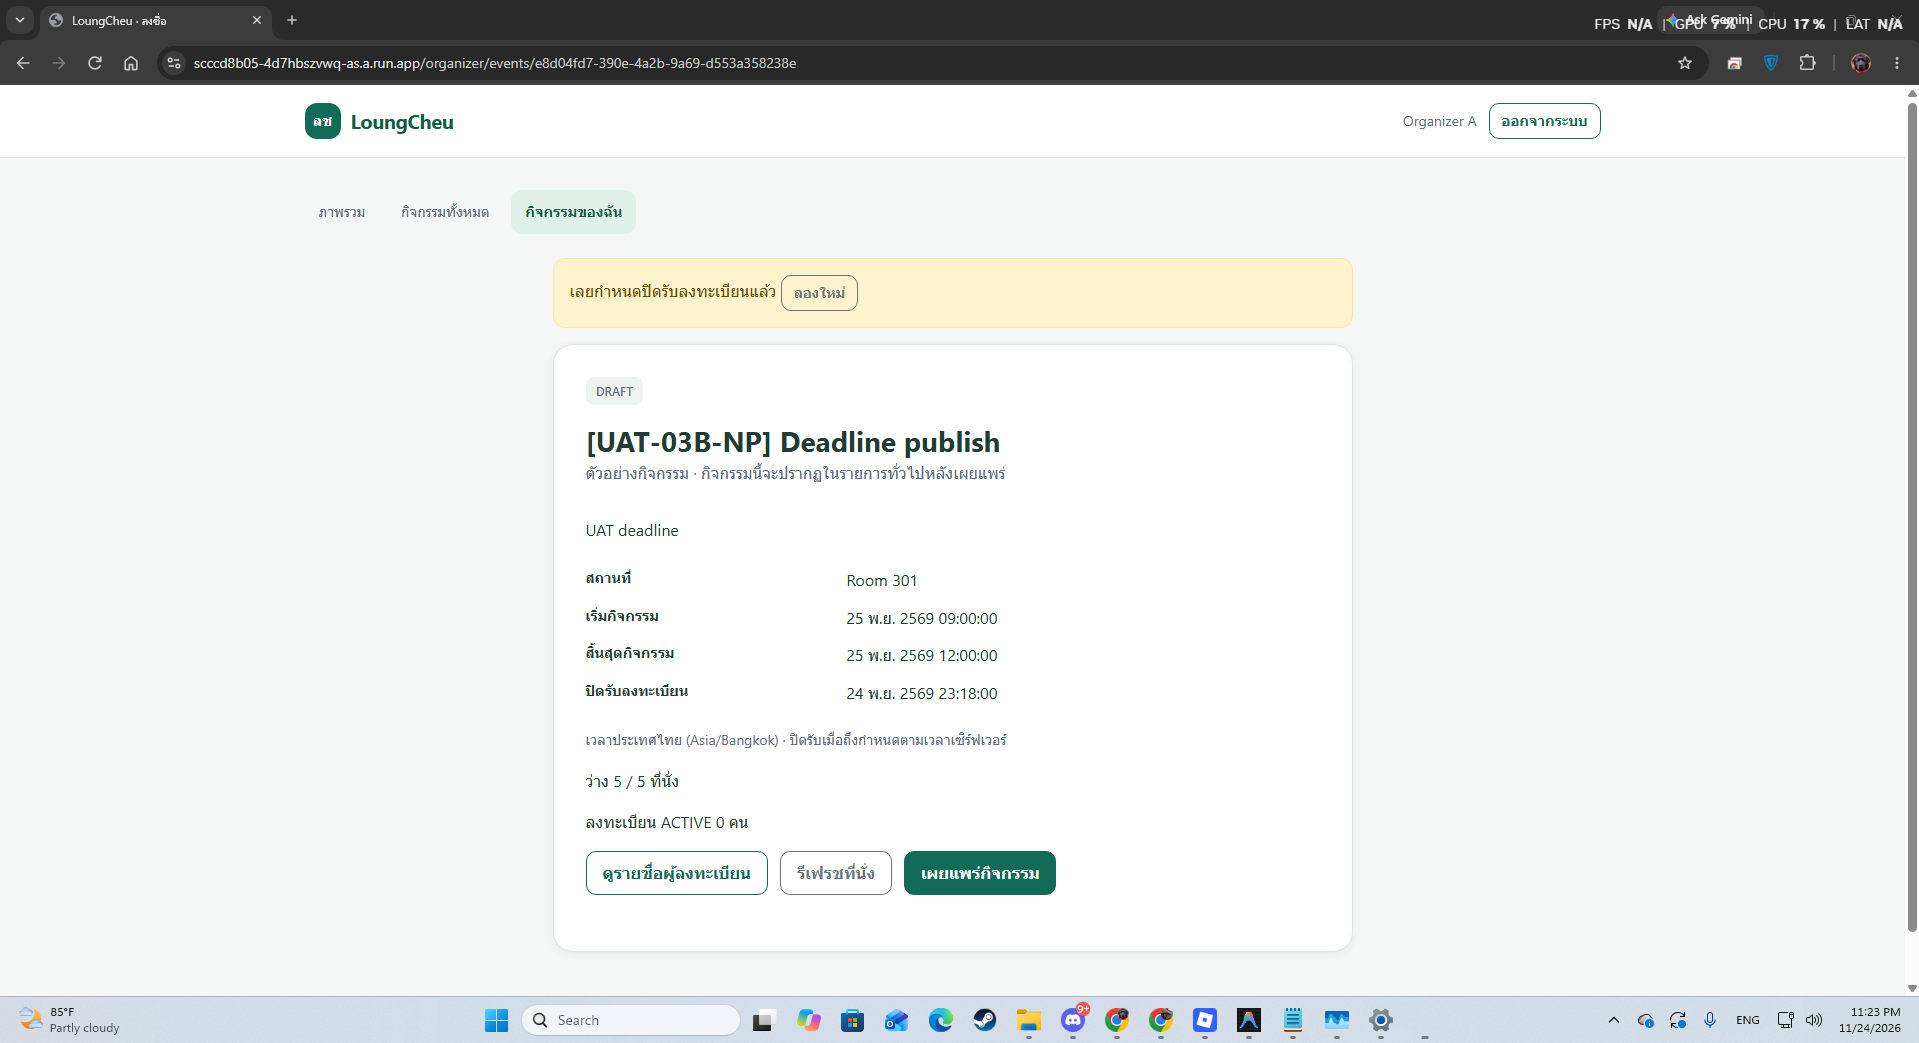 LoungCheu · ลงชื่อ
Ask Gemini
FPS N/A | GPU 7 % | CPU 17 % | LAT N/A
scccd8b05-4d7hbszvwq-as.a.run.app/organizer/events/e8d04fd7-390e-4a2b-9a69-d553a358238e
ลช LoungCheu
Organizer A ออกจากระบบ
ภาพรวม กิจกรรมทั้งหมด กิจกรรมของฉัน
เลยกำหนดปิดรับลงทะเบียนแล้ว ลองใหม่
DRAFT
[UAT-03B-NP] Deadline publish
ตัวอย่างกิจกรรม · กิจกรรมนี้จะปรากฏในรายการทั่วไปหลังเผยแพร่
UAT deadline
สถานที่ Room 301
เริ่มกิจกรรม 25 พ.ย. 2569 09:00:00
สิ้นสุดกิจกรรม 25 พ.ย. 2569 12:00:00
ปิดรับลงทะเบียน 24 พ.ย. 2569 23:18:00
เวลาประเทศไทย (Asia/Bangkok) · ปิดรับเมื่อถึงกำหนดตามเวลาเซิร์ฟเวอร์
ว่าง 5 / 5 ที่นั่ง
ลงทะเบียน ACTIVE 0 คน
ดูรายชื่อผู้ลงทะเบียน รีเฟรชที่นั่ง เผยแพร่กิจกรรม
85°F
Partly cloudy
Search
9+
ENG
11:23 PM
11/24/2026